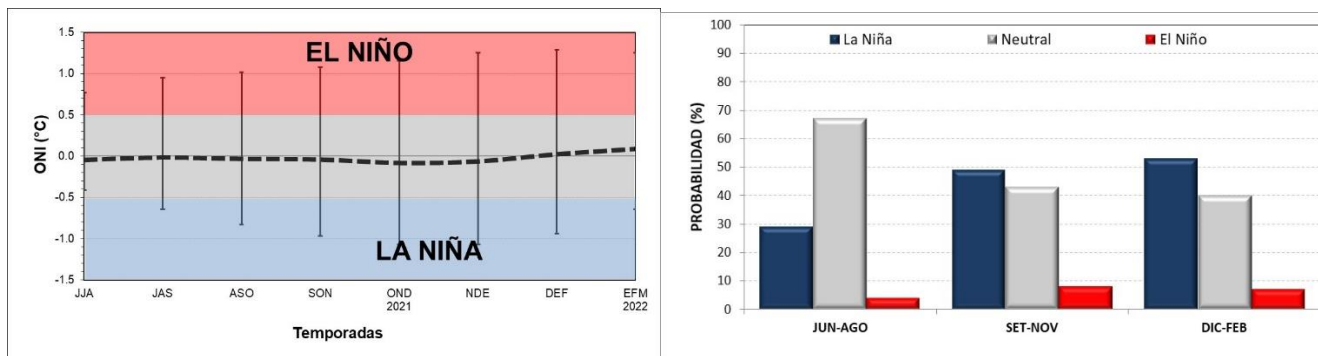 EL NIÑO
LA NIÑA
1.5
1.0
0.5
0.0
-0.5
-1.0
-1.5
ONI (°C)
JJA JAS ASO SON OND NDE DEF EFM
2021 2022
Temporadas
La Niña Neutral El Niño
100
90
80
70
60
50
40
30
20
10
0
PROBABILIDAD (%)
JUN-AGO SET-NOV DIC-FEB